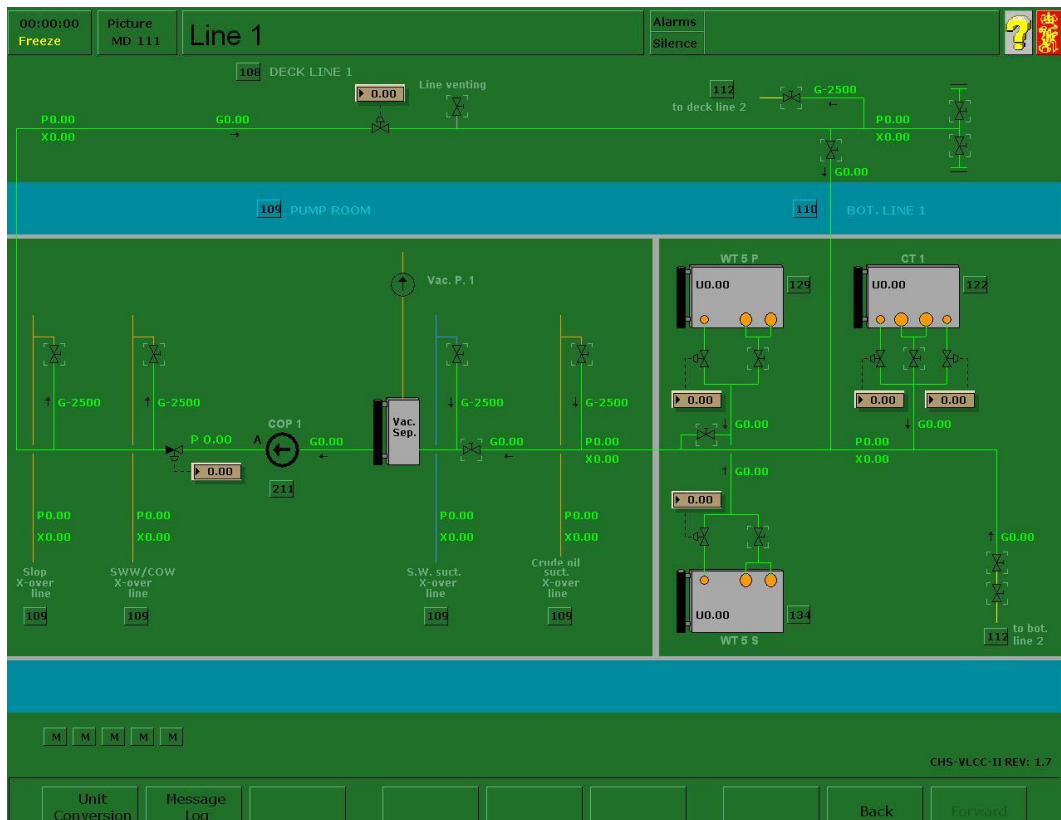 00:00:00
Freeze
Picture
MD 111
Line 1
Alarms
Silence
?
108 DECK LINE 1
0.00
Line venting
112
to deck line 2
G-2500
P0.00
X0.00
G0.00
P0.00
X0.00
G0.00
109 PUMP ROOM
110 BOT. LINE 1
Vac. P. 1
WT 5 P
U0.00
129
CT 1
U0.00
122
0.00
0.00
0.00
G-2500
G-2500
G-2500
G-2500
Vac.
Sep.
COP 1
A
P 0.00
G0.00
G0.00
P0.00
X0.00
0.00
211
G0.00
G0.00
P0.00
X0.00
G0.00
0.00
G0.00
P0.00
X0.00
P0.00
X0.00
P0.00
X0.00
P0.00
X0.00
Slop
X-over
line
109
SWW/COW
X-over
line
109
S.W. suct.
X-over
line
109
Crude oil
suct.
X-over
line
109
U0.00
134
WT 5 S
112
to bot.
line 2
M M M M M
CHS-VLCC-II REV: 1.7
Unit
Conversion
Message
Log
Back
Forward